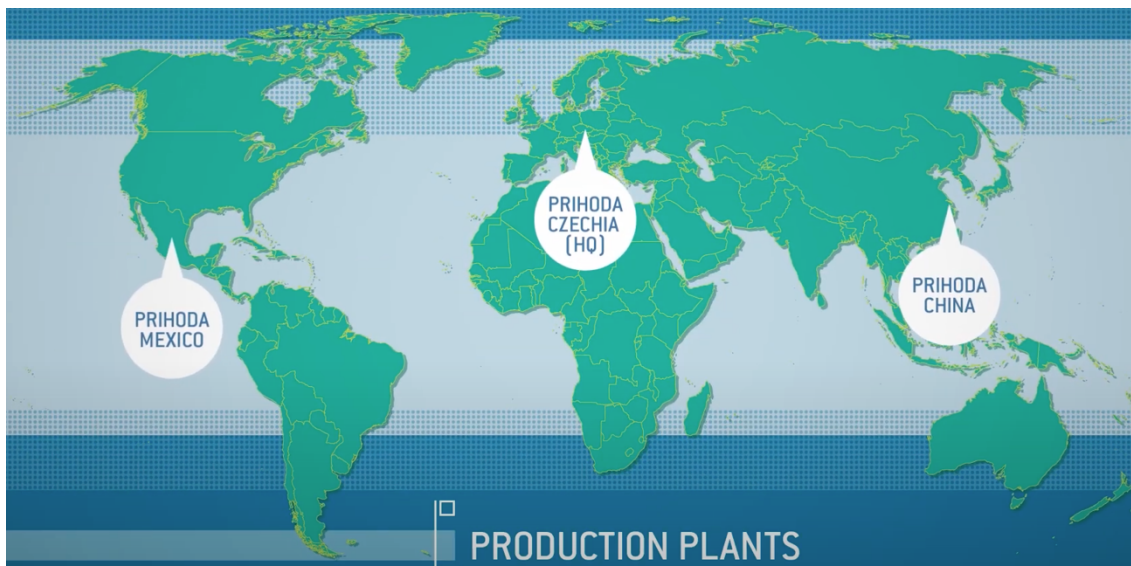 PRIHODA
CZECHIA
(HQ)
PRIHODA
CHINA
PRIHODA
MEXICO
PRODUCTION PLANTS